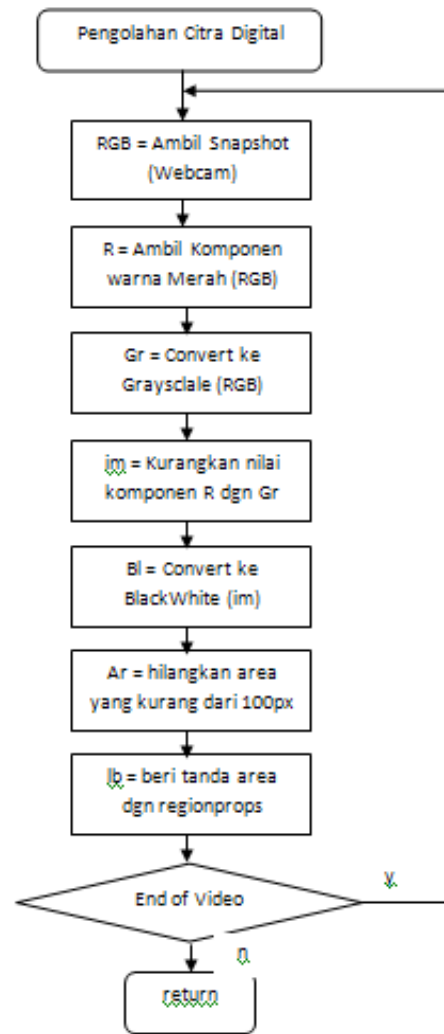 Pengolahan Citra Digital
RGB = Ambil Snapshot
(Webcam)
R = Ambil Komponen
warna Merah (RGB)
Gr = Convert ke
Graysclale (RGB)
im = Kurangkan nilai
komponen R dgn Gr
Bl = Convert ke
BlackWhite (im)
Ar = hilangkan area
yang kurang dari 100px
lb = beri tanda area
dgn regionprops
End of Video
y
n
return